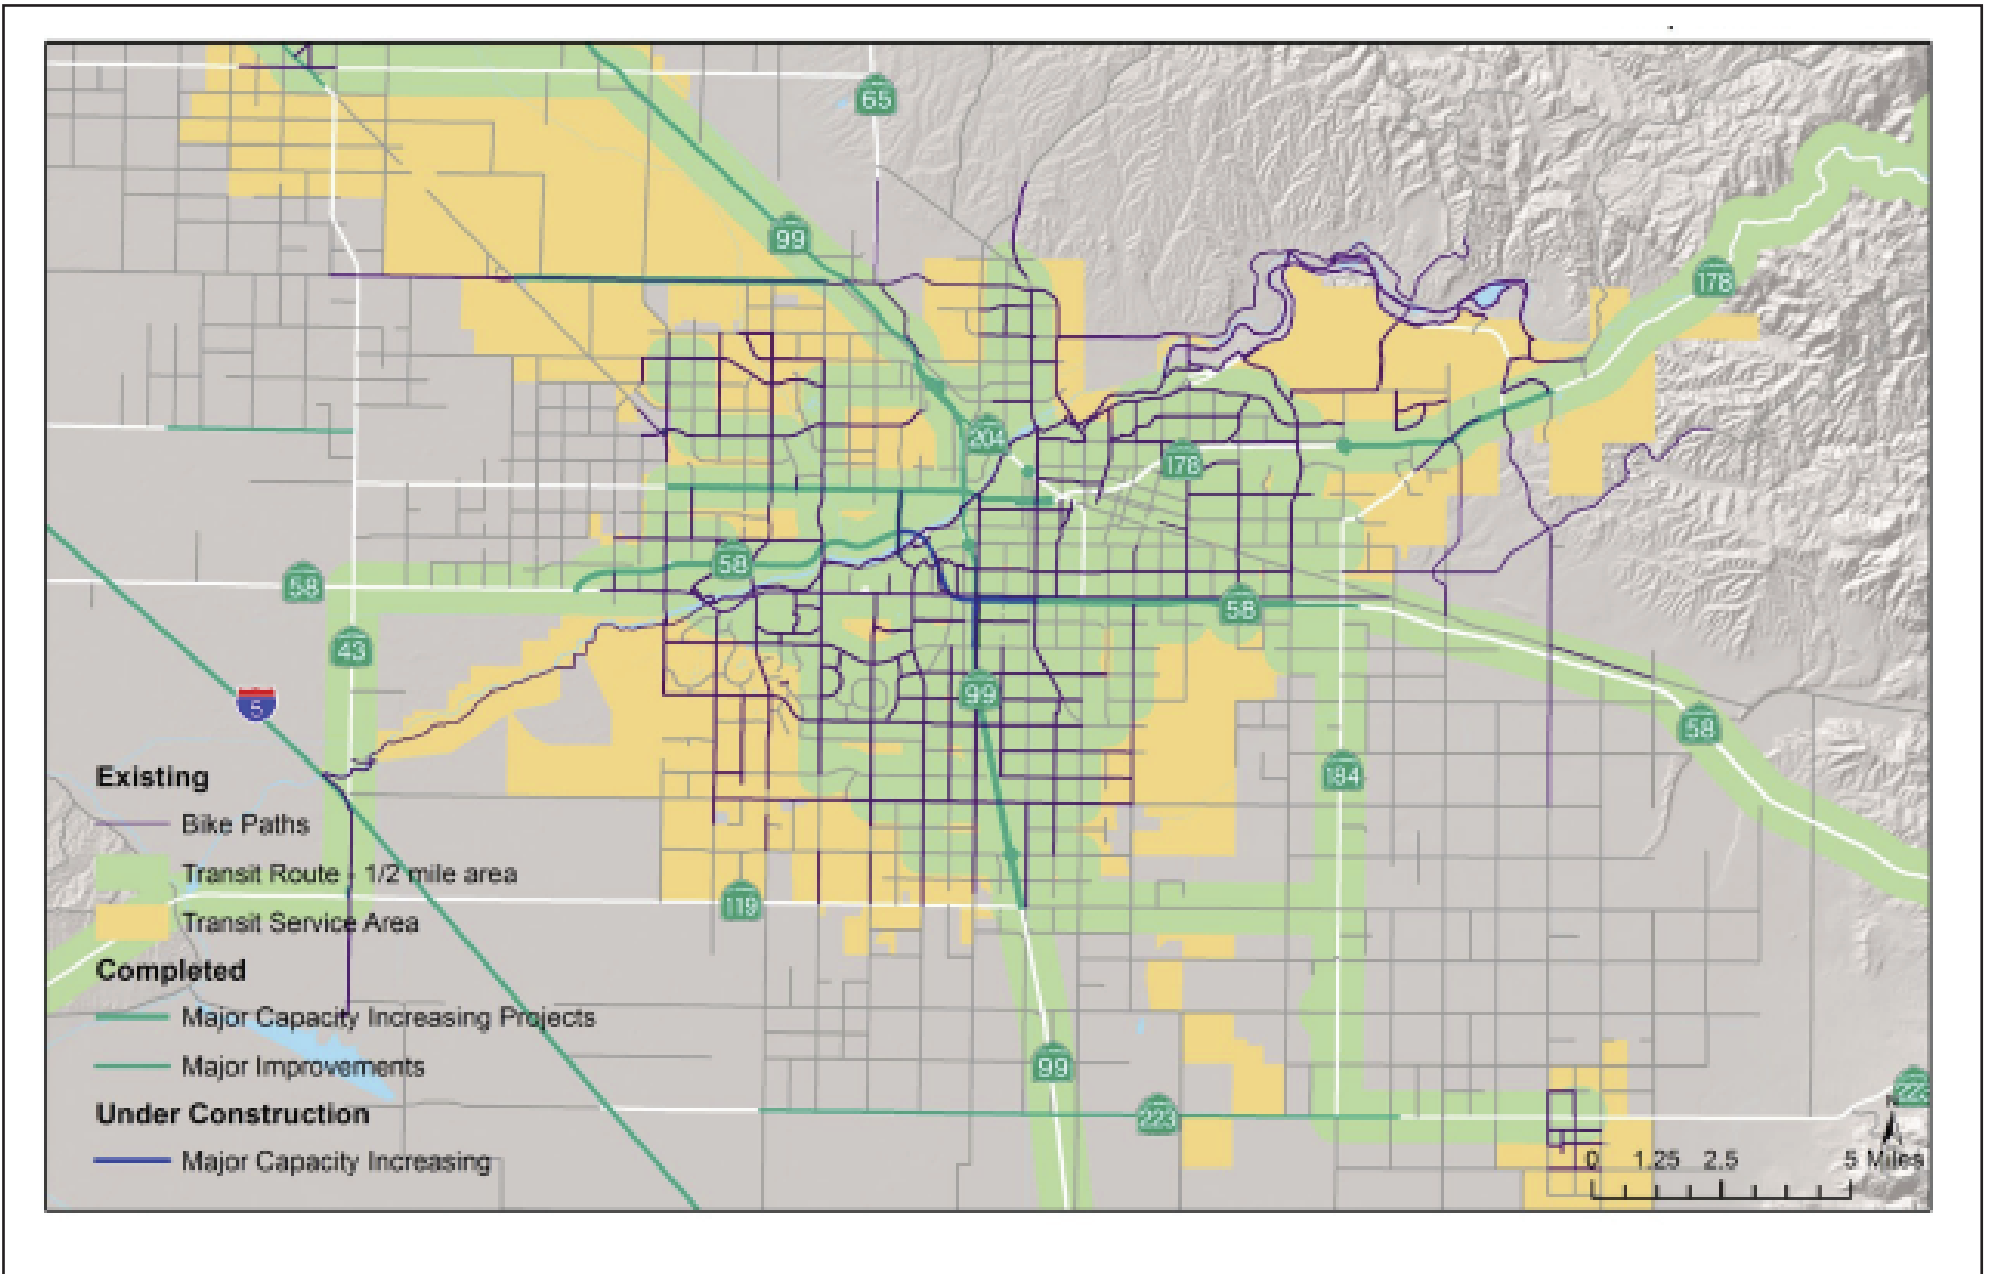 65
99
178
204
178
58
58
58
43
99
5
58
184
Existing
Bike Paths
Transit Route - 1/2 mile area
119
Transit Service Area
Completed
Major Capacity Increasing Projects
Major Improvements
99
223
Under Construction
N
Major Capacity Increasing
0 1.25 2.5 5 Miles